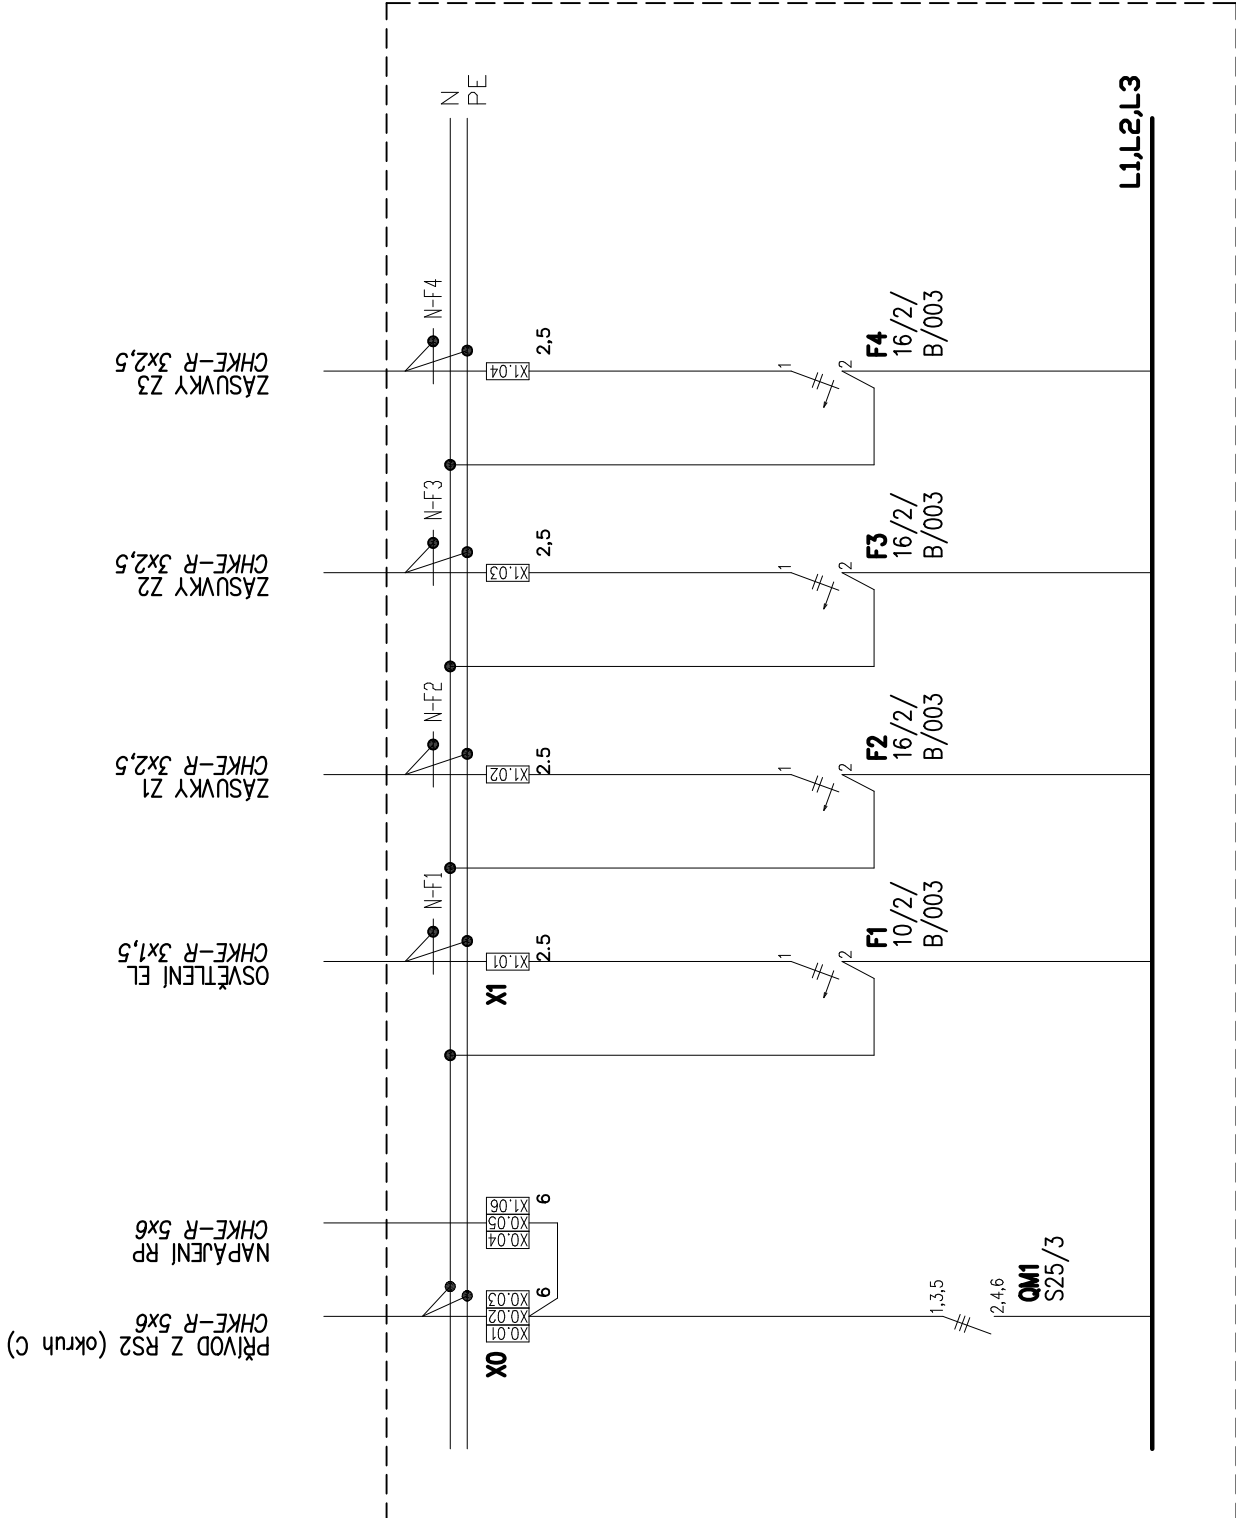 L1,L2,L3
QM1
S25/3
1,3,5
2,4,6
F1
10/2/
B/003
1
2
F2
16/2/
B/003
1
2
F3
16/2/
B/003
1
2
F4
16/2/
B/003
1
2
N
PE
X0
X0.01
X0.02
X0.03
6
X0.04
X0.05
X1.06
6
X1
X1.01
2.5
N-F1
X1.02
2.5
N-F2
X1.03
2,5
N-F3
X1.04
2,5
N-F4
PŘÍVOD Z RS2 (okruh C)
CHKE-R 5x6
NAPÁJENÍ RP
CHKE-R 5x6
OSVĚTLENÍ EL
CHKE-R 3x1,5
ZÁSUVKY Z1
CHKE-R 3x2,5
ZÁSUVKY Z2
CHKE-R 3x2,5
ZÁSUVKY Z3
CHKE-R 3x2,5